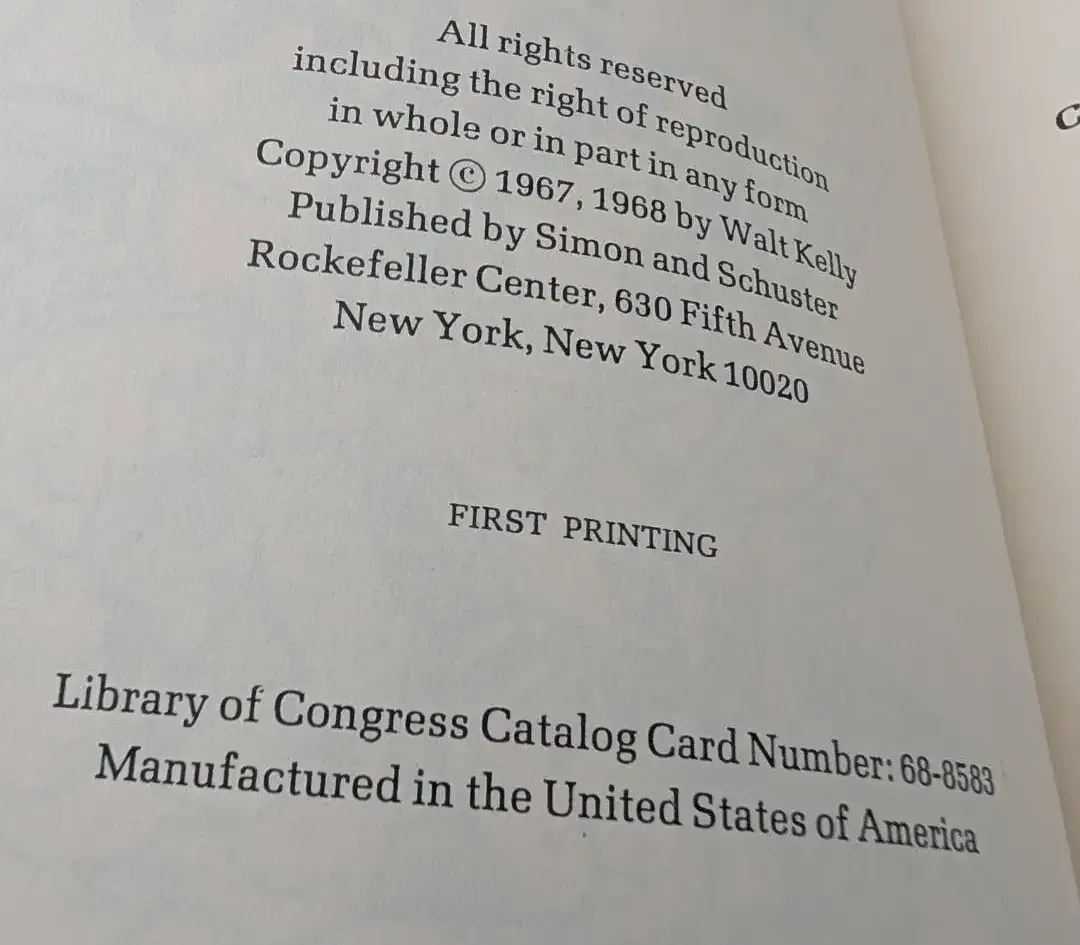 All rights reserved
including the right of reproduction
in whole or in part in any form
Copyright © 1967, 1968 by Walt Kelly
Published by Simon and Schuster
Rockefeller Center, 630 Fifth Avenue
New York, New York 10020
FIRST PRINTING
Library of Congress Catalog Card Number: 68-8583
Manufactured in the United States of America